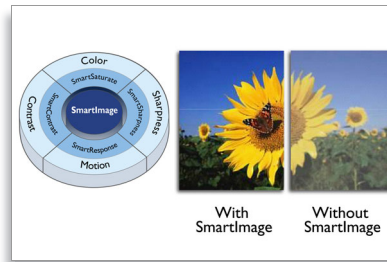 Color
SmartSaturate
Contrast
SmartContrast
SmartImage
SmartSharpness
Sharpness
SmartResponse
Motion
With
SmartImage
Without
SmartImage